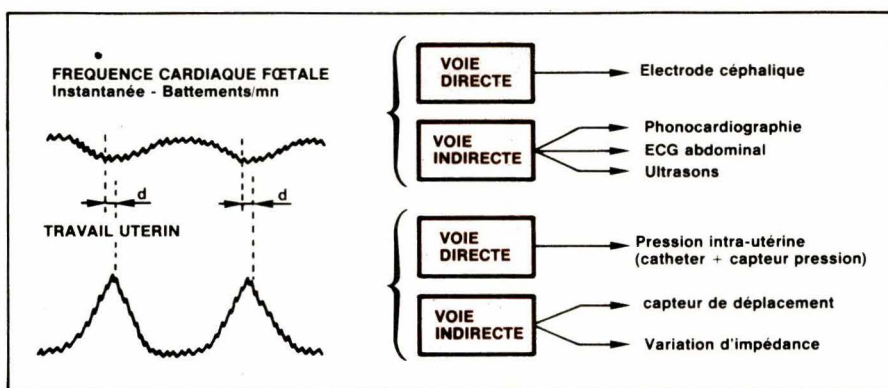 FREQUENCE CARDIAQUE FŒTALE
Instantanée - Battements/mn
d
d
TRAVAIL UTERIN
VOIE
DIRECTE
Electrode céphalique
VOIE
INDIRECTE
Phonocardiographie
ECG abdominal
Ultrasons
VOIE
DIRECTE
Pression intra-utérine
(catheter + capteur pression)
VOIE
INDIRECTE
capteur de déplacement
Variation d'impédance